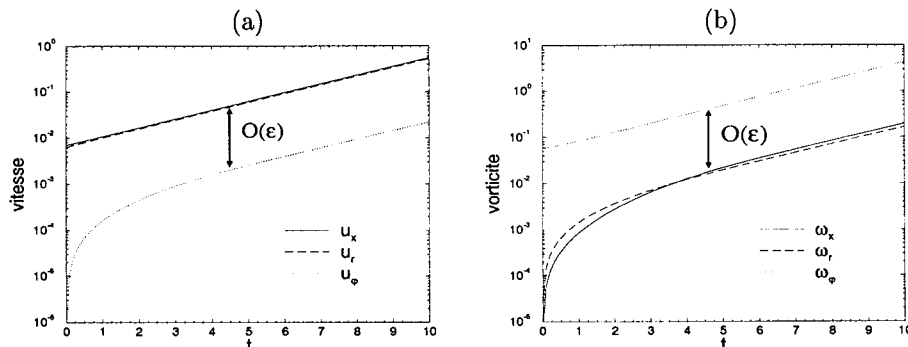 (a)
10⁰
10⁻¹
10⁻²
10⁻³
10⁻⁴
10⁻⁵
10⁻⁶
vitesse
O(ε)
u_x
u_r
u_φ
0 1 2 3 4 5 6 7 8 9 10
t
(b)
10¹
10⁰
10⁻¹
10⁻²
10⁻³
10⁻⁴
10⁻⁵
10⁻⁶
vorticite
O(ε)
ω_x
ω_r
ω_φ
0 1 2 3 4 5 6 7 8 9 10
t